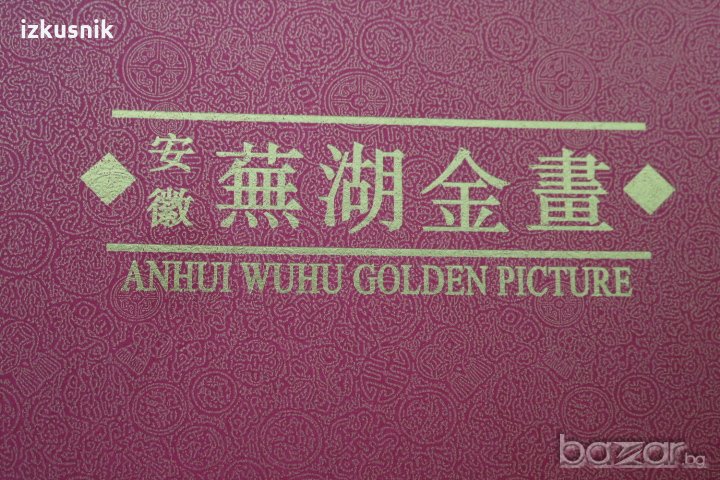 izkusnik
安徽
蕪湖金畫
ANHUI WUHU GOLDEN PICTURE
bazar.bg